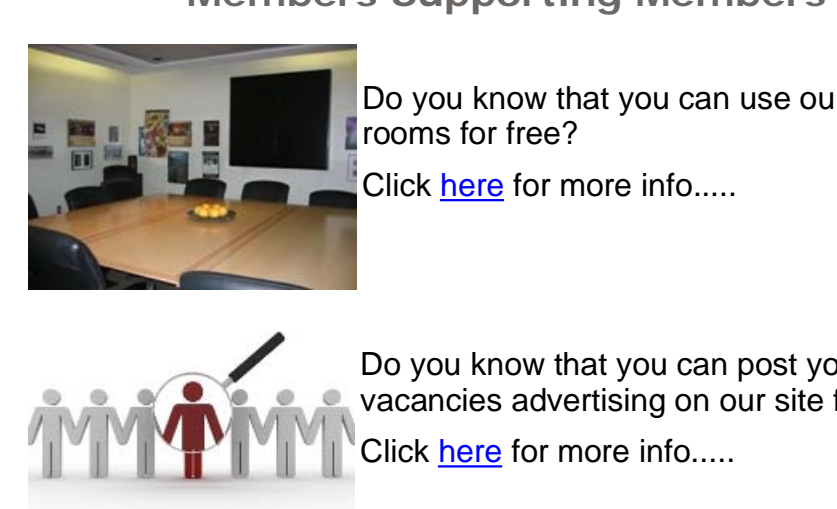 Members Supporting Members
Do you know that you can use ou
rooms for free?
Click here for more info.....
Do you know that you can post yo
vacancies advertising on our site f
Click here for more info.....